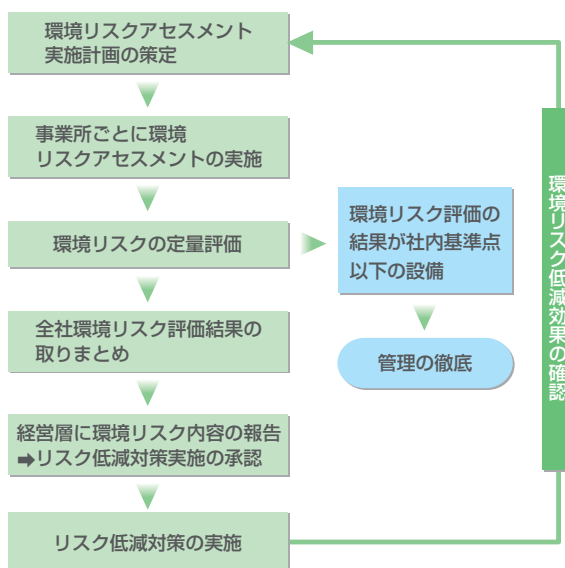 環境リスクアセスメント
実施計画の策定
事業所ごとに環境
リスクアセスメントの実施
環境リスクの定量評価
環境リスク評価の
結果が社内基準点
以下の設備
管理の徹底
全社環境リスク評価結果の
取りまとめ
経営層に環境リスク内容の報告
➡リスク低減対策実施の承認
リスク低減対策の実施
環境リスク低減効果の確認